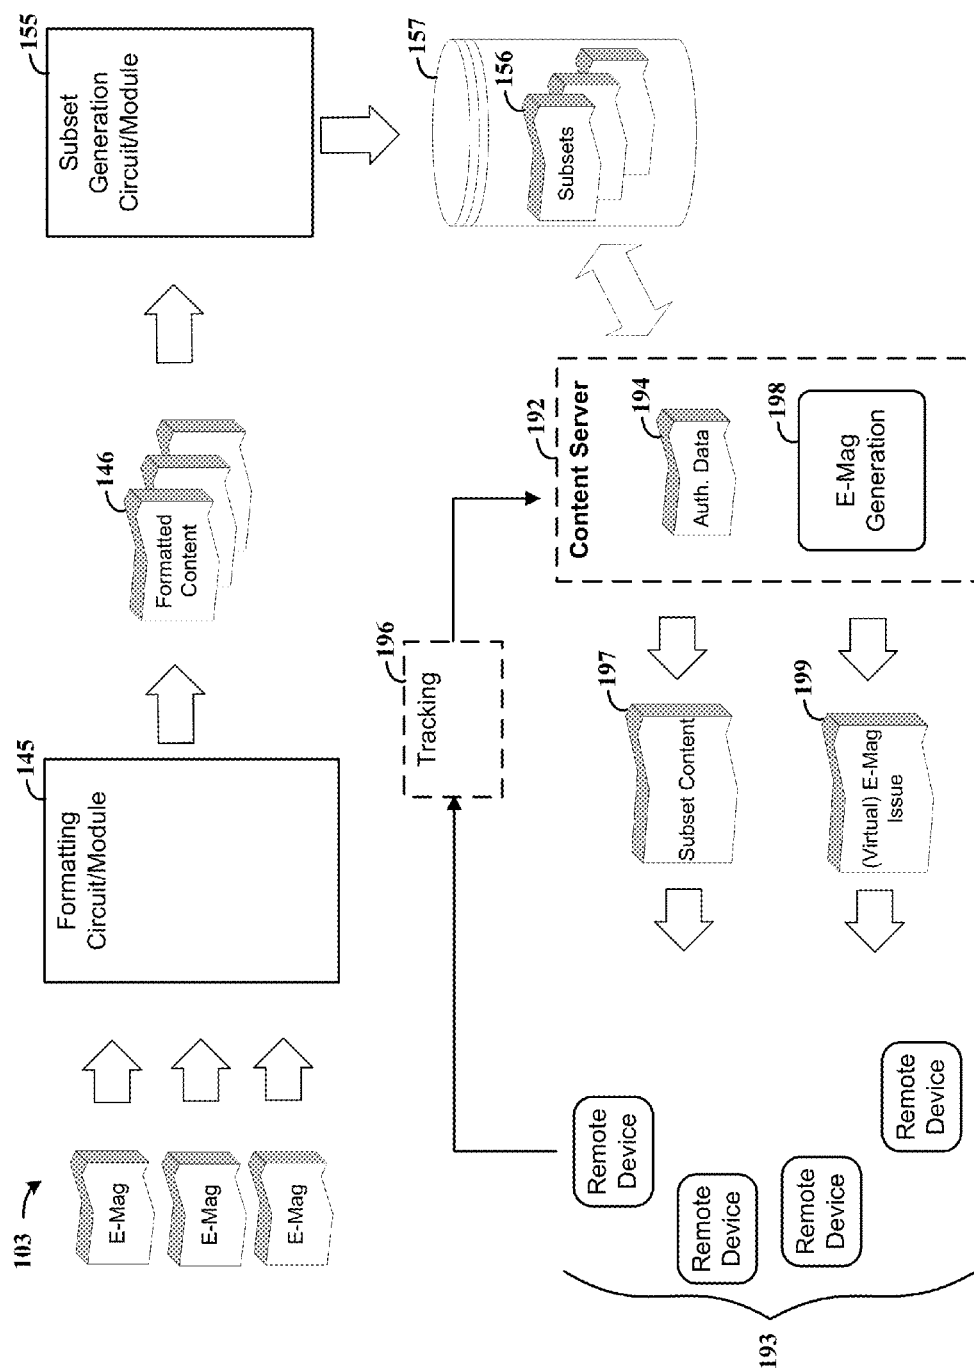 103
E-Mag
E-Mag
E-Mag
145
Formatting
Circuit/Module
146
Formatted
Content
155
Subset
Generation
Circuit/Module
157
156
Subsets
196
Tracking
192
Content Server
194
Auth. Data
198
E-Mag
Generation
197
Subset Content
199
(Virtual) E-Mag
Issue
Remote
Device
Remote
Device
Remote
Device
Remote
Device
193